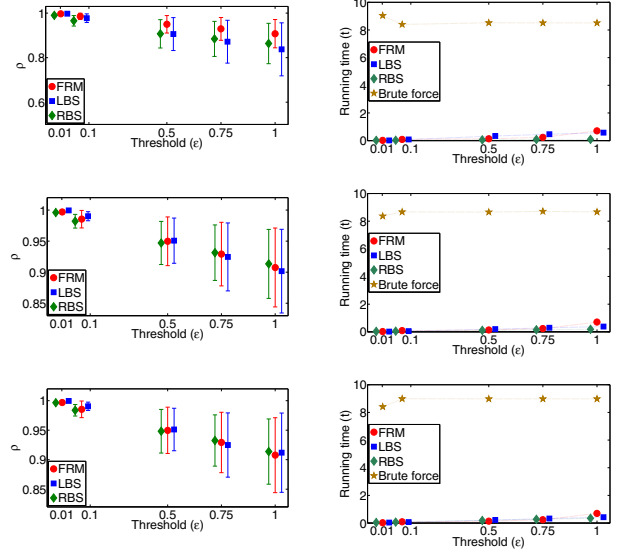 1
0.8
0.6
ρ
FRM
LBS
RBS
0.01 0.1 0.5 0.75 1
Threshold (ε)
10
8
6
4
2
0
Running time (t)
FRM
LBS
RBS
Brute force
0.01 0.1 0.5 0.75 1
Threshold (ε)
1
0.95
0.9
0.85
ρ
FRM
LBS
RBS
0.01 0.1 0.5 0.75 1
Threshold (ε)
10
8
6
4
2
0
Running time (t)
FRM
LBS
RBS
Brute force
0.01 0.1 0.5 0.75 1
Threshold (ε)
1
0.95
0.9
0.85
ρ
FRM
LBS
RBS
0.01 0.1 0.5 0.75 1
Threshold (ε)
10
8
6
4
2
0
Running time (t)
FRM
LBS
RBS
Brute force
0.01 0.1 0.5 0.75 1
Threshold (ε)